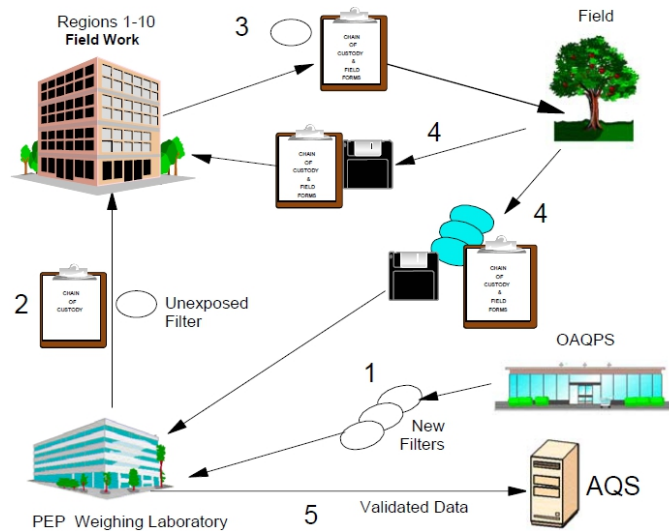 Regions 1-10
Field Work
3
CHAIN
OF
CUSTODY
&
FIELD
FORMS
Field
4
CHAIN
OF
CUSTODY
&
FIELD
FORMS
4
CHAIN
OF
CUSTODY
&
FIELD
FORMS
2
CHAIN
OF
CUSTODY
Unexposed
Filter
OAQPS
1
New
Filters
AQS
PEP Weighing Laboratory
5
Validated Data